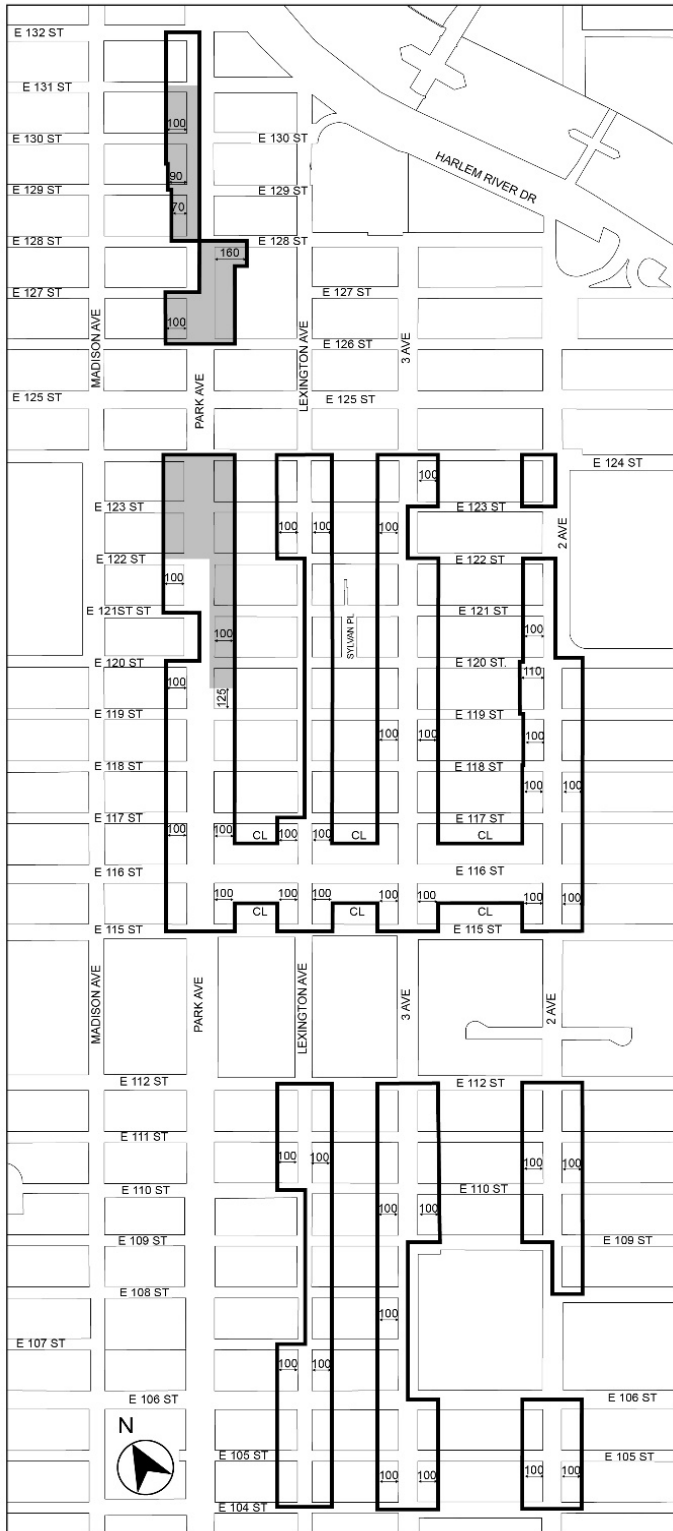 E 132 ST
E 131 ST
100
E 130 ST
E 130 ST
90
HARLEM RIVER DR
E 129 ST
E 129 ST
70
E 128 ST
E 128 ST
160
E 127 ST
E 127 ST
100
MADISON AVE
E 126 ST
3 AVE
LEXINGTON AVE
PARK AVE
E 125 ST
E 125 ST
E 124 ST
100
E 123 ST
E 123 ST
100
100
100
2 AVE
E 122 ST
E 122 ST
100
E 121ST ST
E 121 ST
SYLVAN PL
100
100
E 120 ST
E 120 ST.
100
110
125
E 119 ST
E 119 ST
100
100
100
E 118 ST
E 118 ST
100
100
E 117 ST
E 117 ST
100
100
CL
100
100
CL
CL
E 116 ST
E 116 ST
100
100
100
100
100
100
100
CL
CL
CL
E 115 ST
E 115 ST
MADISON AVE
PARK AVE
LEXINGTON AVE
3 AVE
2 AVE
E 112 ST
E 112 ST
E 111 ST
100
100
100
100
E 110 ST
E 110 ST
100
100
E 109 ST
E 109 ST
E 108 ST
100
E 107 ST
100
100
E 106 ST
E 106 ST
N
E 105 ST
E 105 ST
100
100
100
100
E 104 ST